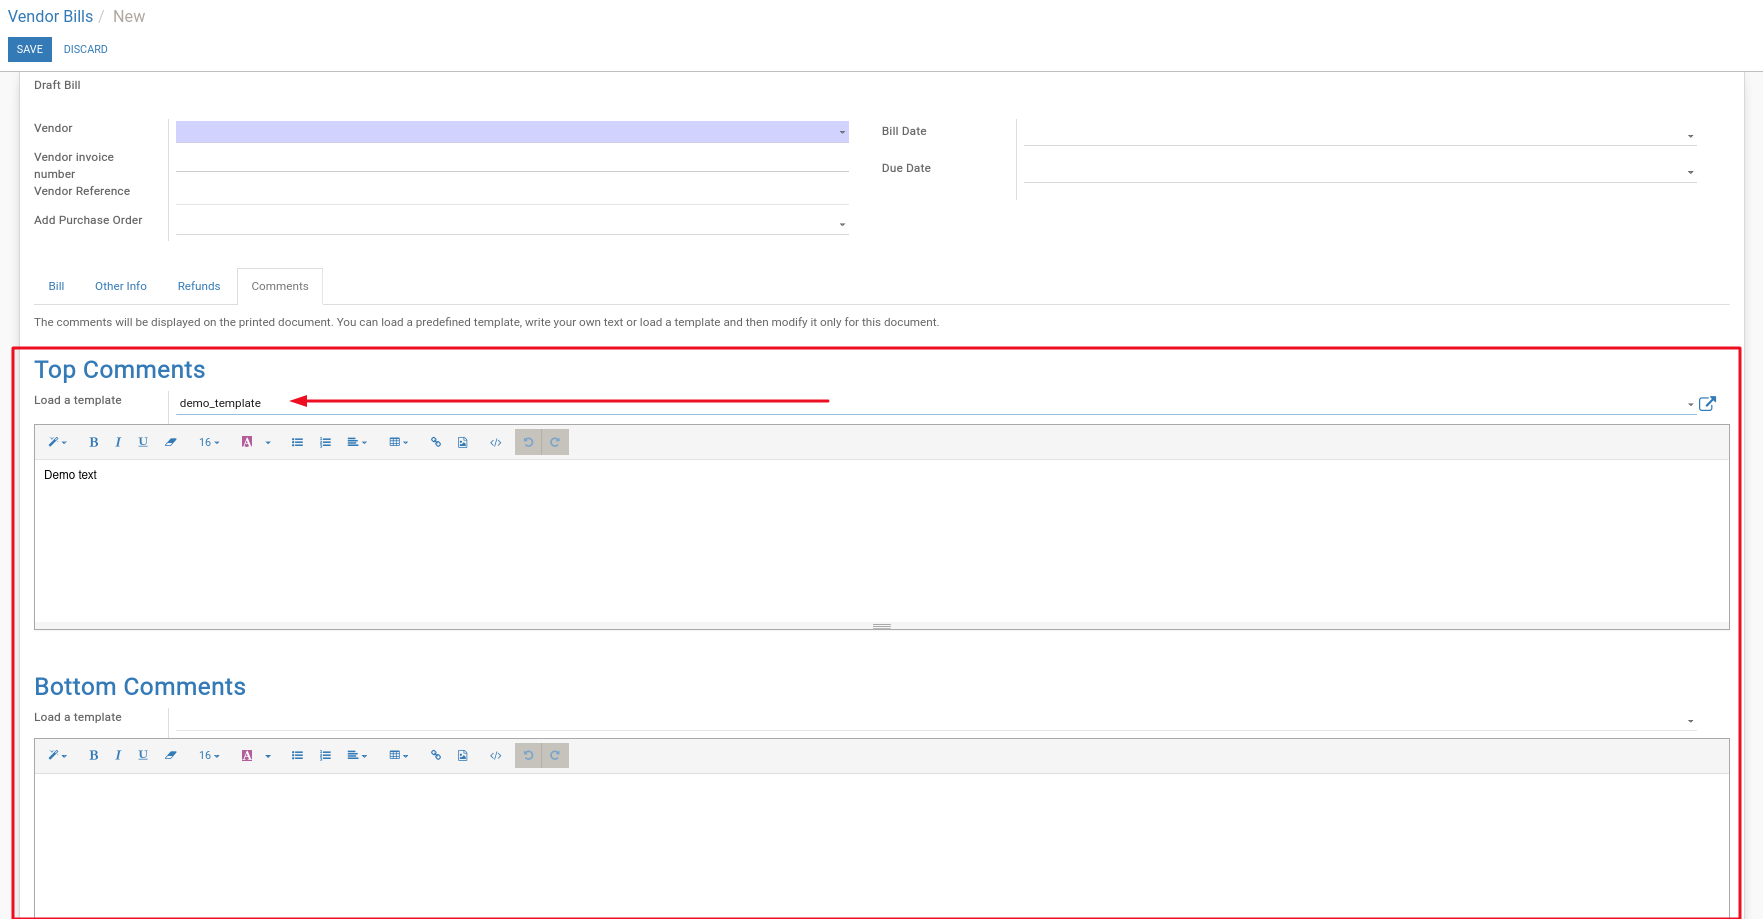 Vendor Bills / New
SAVE DISCARD
Draft Bill
Vendor
Bill Date
Vendor invoice
number
Due Date
Vendor Reference
Add Purchase Order
Bill Other Info Refunds Comments
The comments will be displayed on the printed document. You can load a predefined template, write your own text or load a template and then modify it only for this document.
Top Comments
Load a template demo_template
B I U 16 A </>
Demo text
Bottom Comments
Load a template
B I U 16 A </>